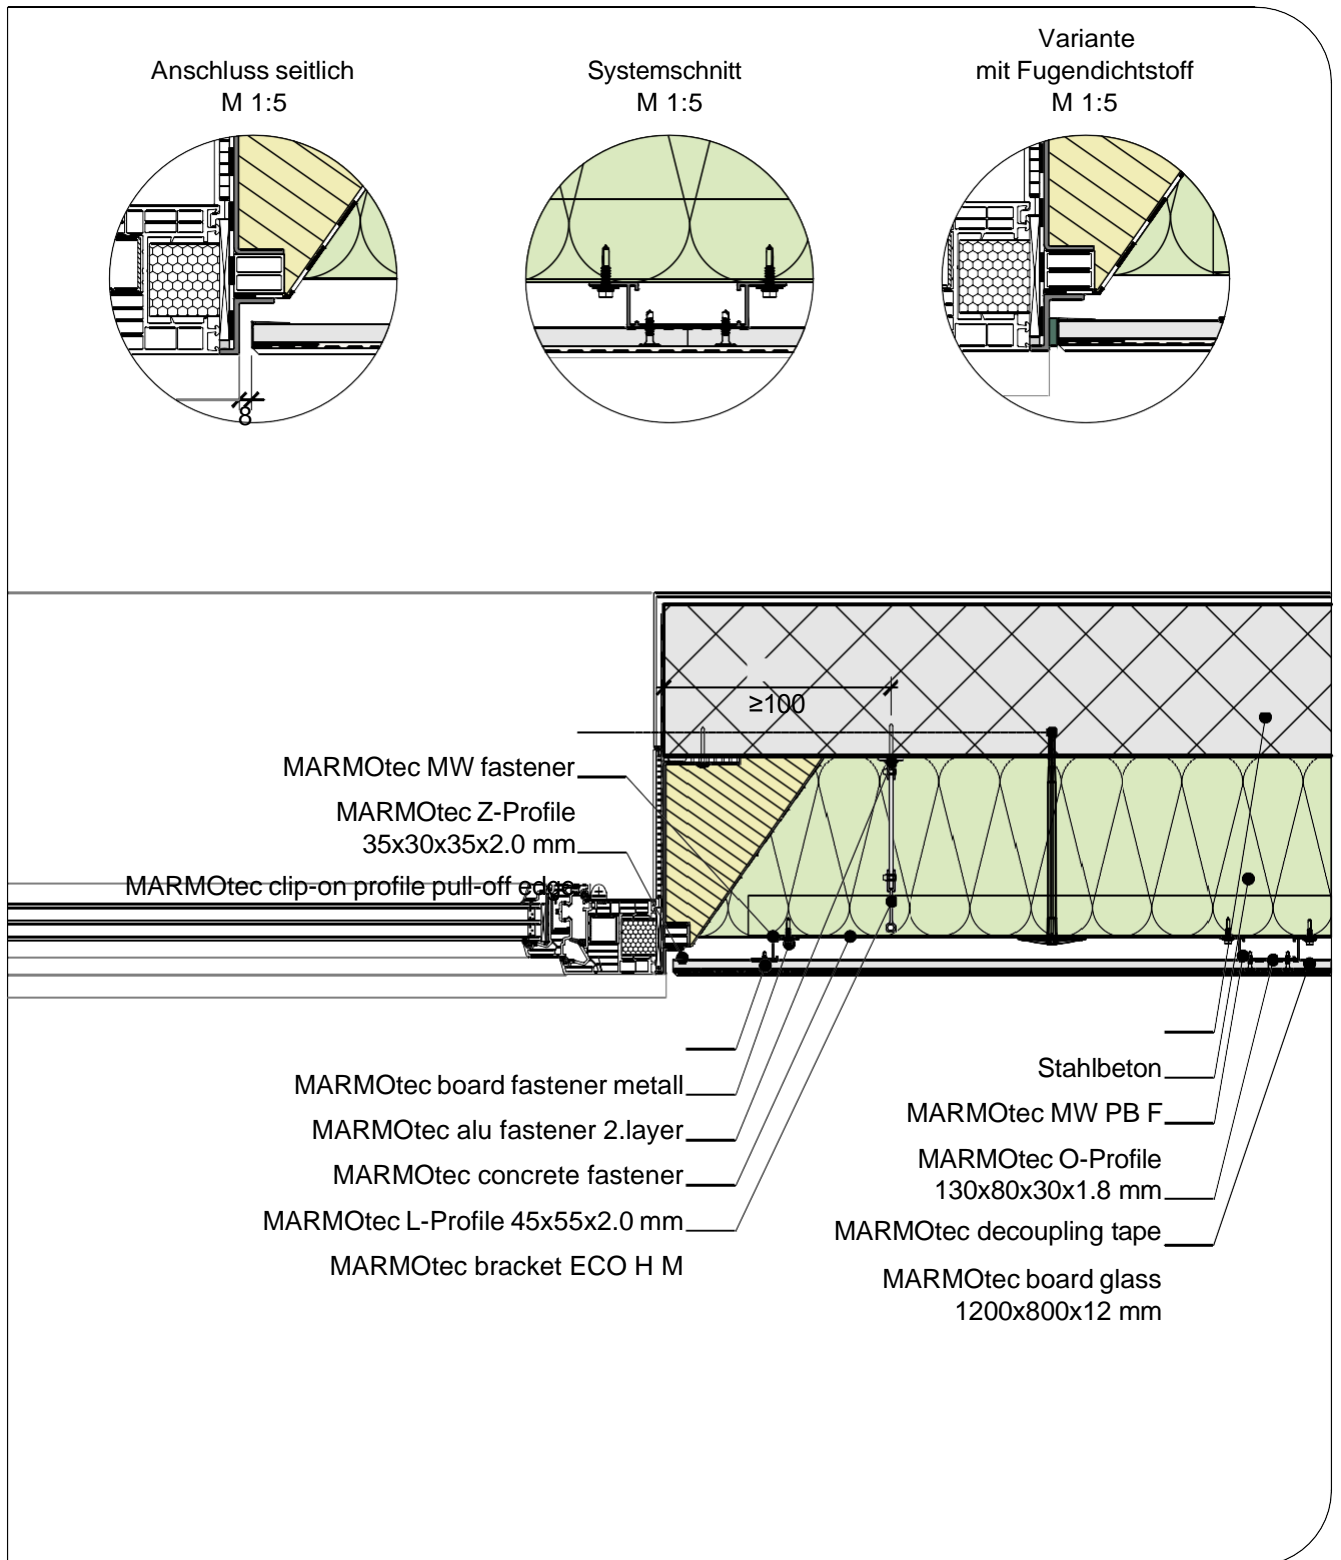 Anschluss seitlich
M 1:5
Systemschnitt
M 1:5
Variante
mit Fugendichtstoff
M 1:5
8
≥100
MARMOtec MW fastener
MARMOtec Z-Profile
35x30x35x2.0 mm
MARMOtec clip-on profile pull-off edge
MARMOtec board fastener metall
MARMOtec alu fastener 2.layer
MARMOtec concrete fastener
MARMOtec L-Profile 45x55x2.0 mm
MARMOtec bracket ECO H M
Stahlbeton
MARMOtec MW PB F
MARMOtec O-Profile
130x80x30x1.8 mm
MARMOtec decoupling tape
MARMOtec board glass
1200x800x12 mm